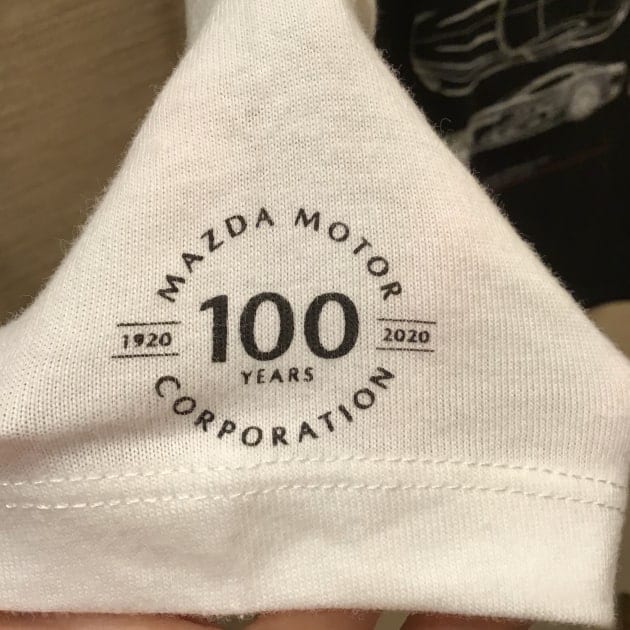 MAZDA MOTOR
1920 100 2020
YEARS
CORPORATION